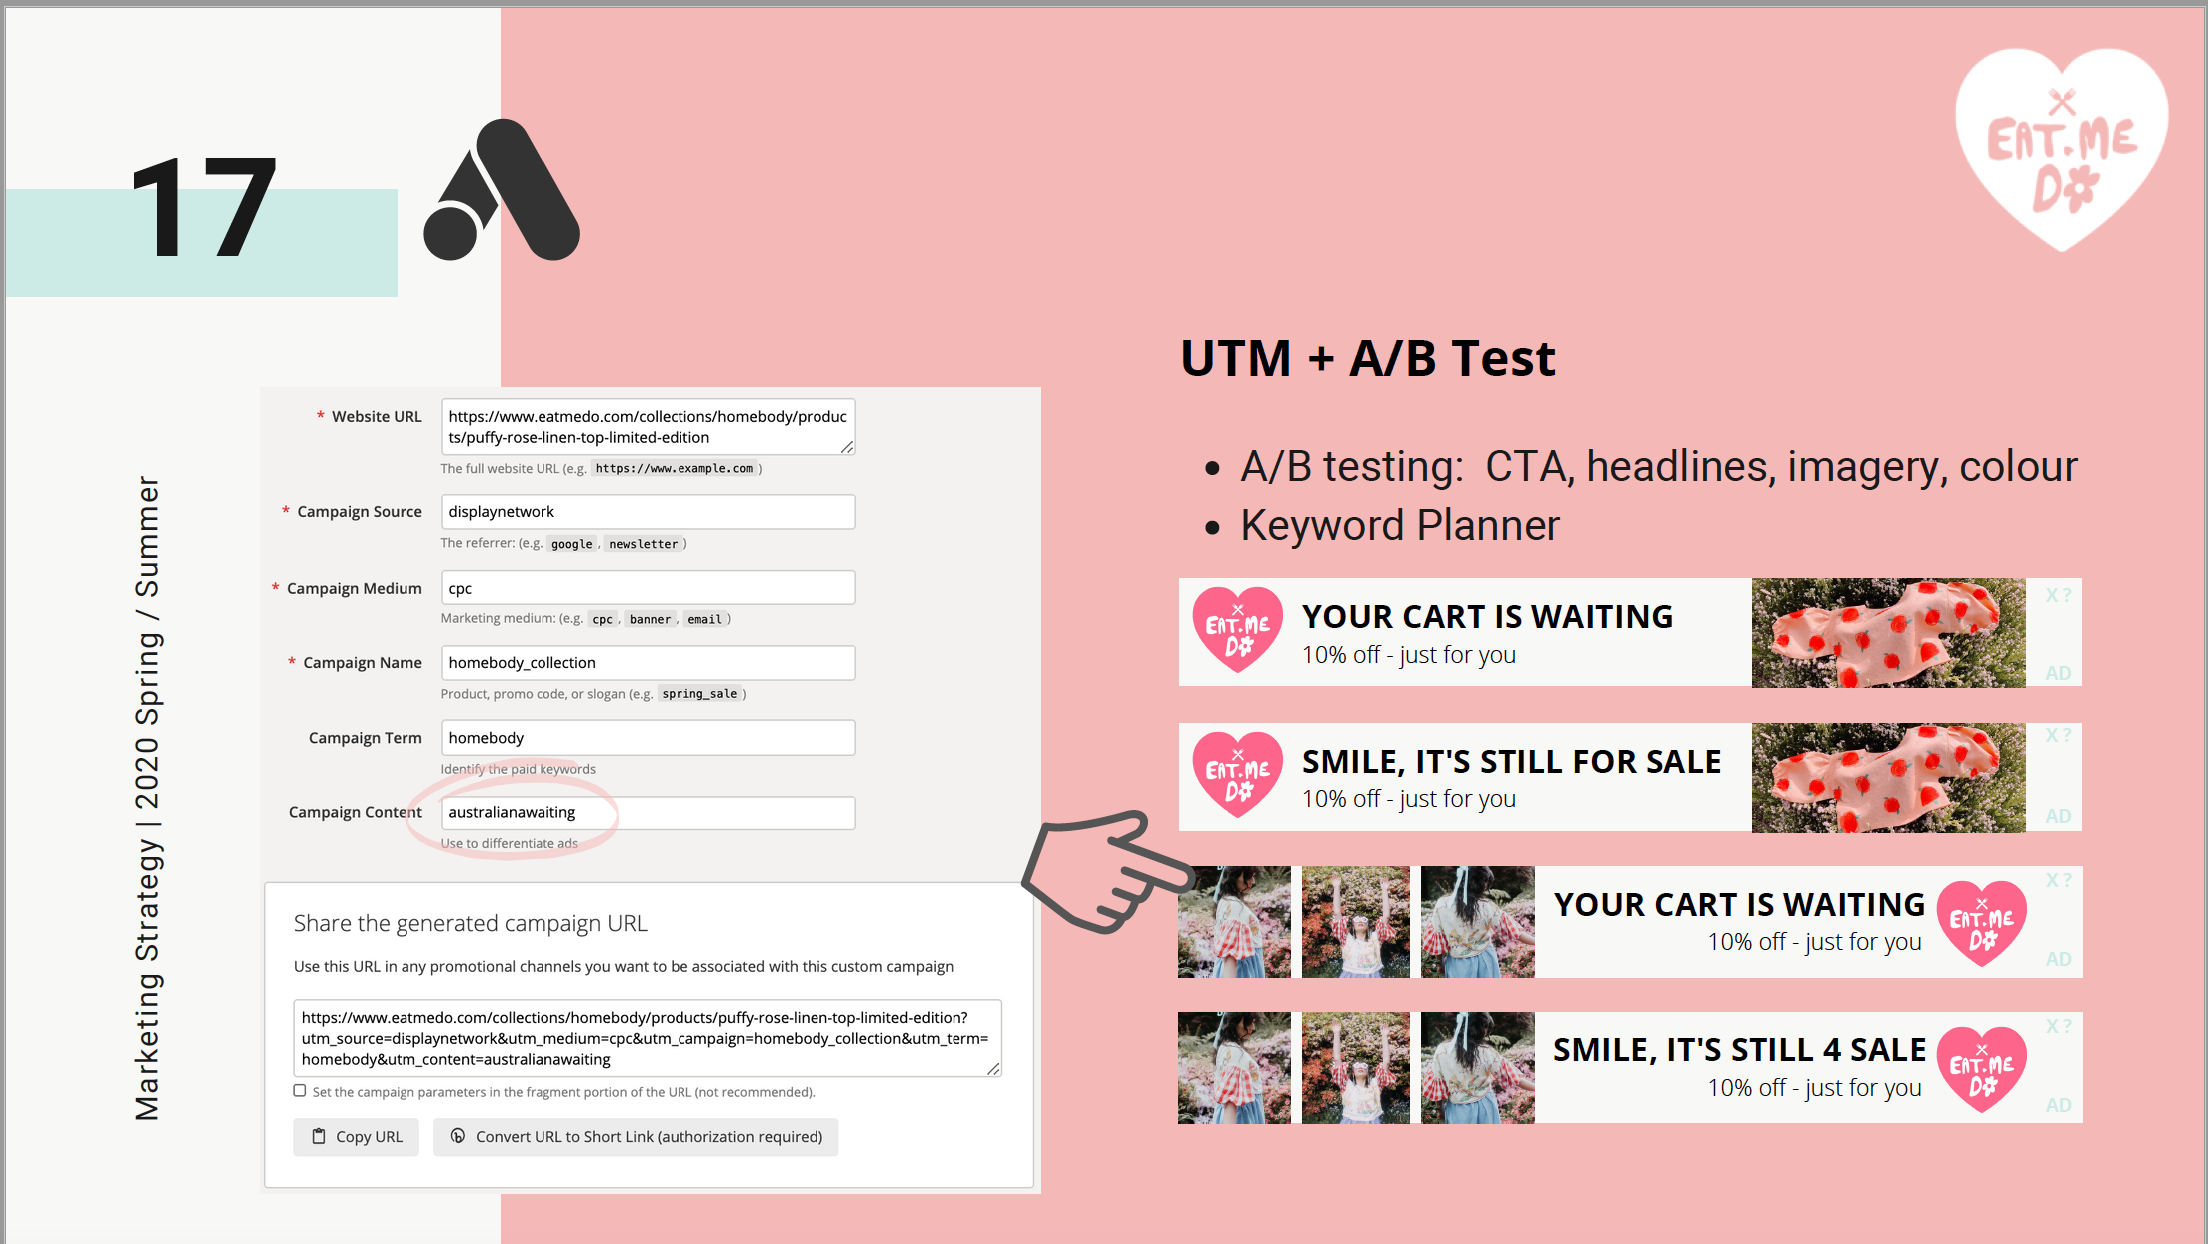 17
EAT.ME
DO
Marketing Strategy | 2020 Spring / Summer
* Website URL
https://www.eatmedo.com/collections/homebody/produc
ts/puffy-rose-linen-top-limited-edition
The full website URL (e.g. https://www.example.com )
* Campaign Source
displaynetwork
The referrer: (e.g. google , newsletter )
* Campaign Medium
cpc
Marketing medium: (e.g. cpc , banner , email )
* Campaign Name
homebody_collection
Product, promo code, or slogan (e.g. spring_sale )
Campaign Term
homebody
Identify the paid keywords
Campaign Content
australianawaiting
Use to differentiate ads
Share the generated campaign URL
Use this URL in any promotional channels you want to be associated with this custom campaign
https://www.eatmedo.com/collections/homebody/products/puffy-rose-linen-top-limited-edition?
utm_source=displaynetwork&utm_medium=cpc&utm_campaign=homebody_collection&utm_term=
homebody&utm_content=australianawaiting
Set the campaign parameters in the fragment portion of the URL (not recommended).
Copy URL
Convert URL to Short Link (authorization required)
UTM + A/B Test
• A/B testing: CTA, headlines, imagery, colour
• Keyword Planner
EAT.ME
DO
YOUR CART IS WAITING
10% off - just for you
X ?
AD
EAT.ME
DO
SMILE, IT'S STILL FOR SALE
10% off - just for you
X ?
AD
YOUR CART IS WAITING
10% off - just for you
EAT.ME
DO
X ?
AD
SMILE, IT'S STILL 4 SALE
10% off - just for you
EAT.ME
DO
X ?
AD